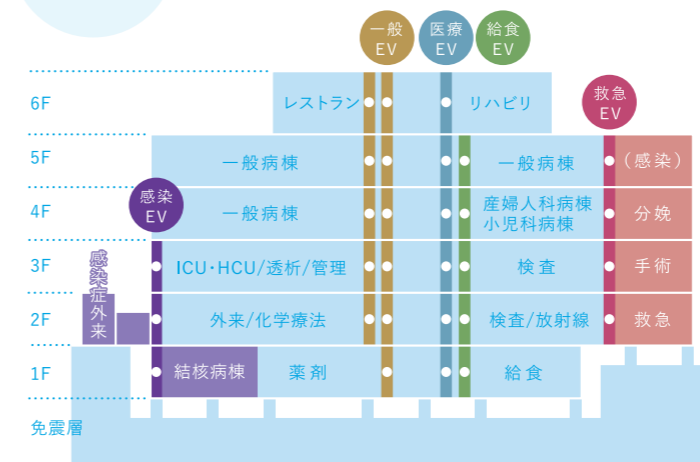 一般
EV
医療
EV
給食
EV
救急
EV
6F
レストラン
リハビリ
5F
一般病棟
一般病棟
(感染)
感染
EV
4F
一般病棟
産婦人科病棟
小児科病棟
分娩
3F
ICU・HCU/透析/管理
検査
手術
感染症外来
2F
外来/化学療法
検査/放射線
救急
1F
結核病棟
薬剤
給食
免震層